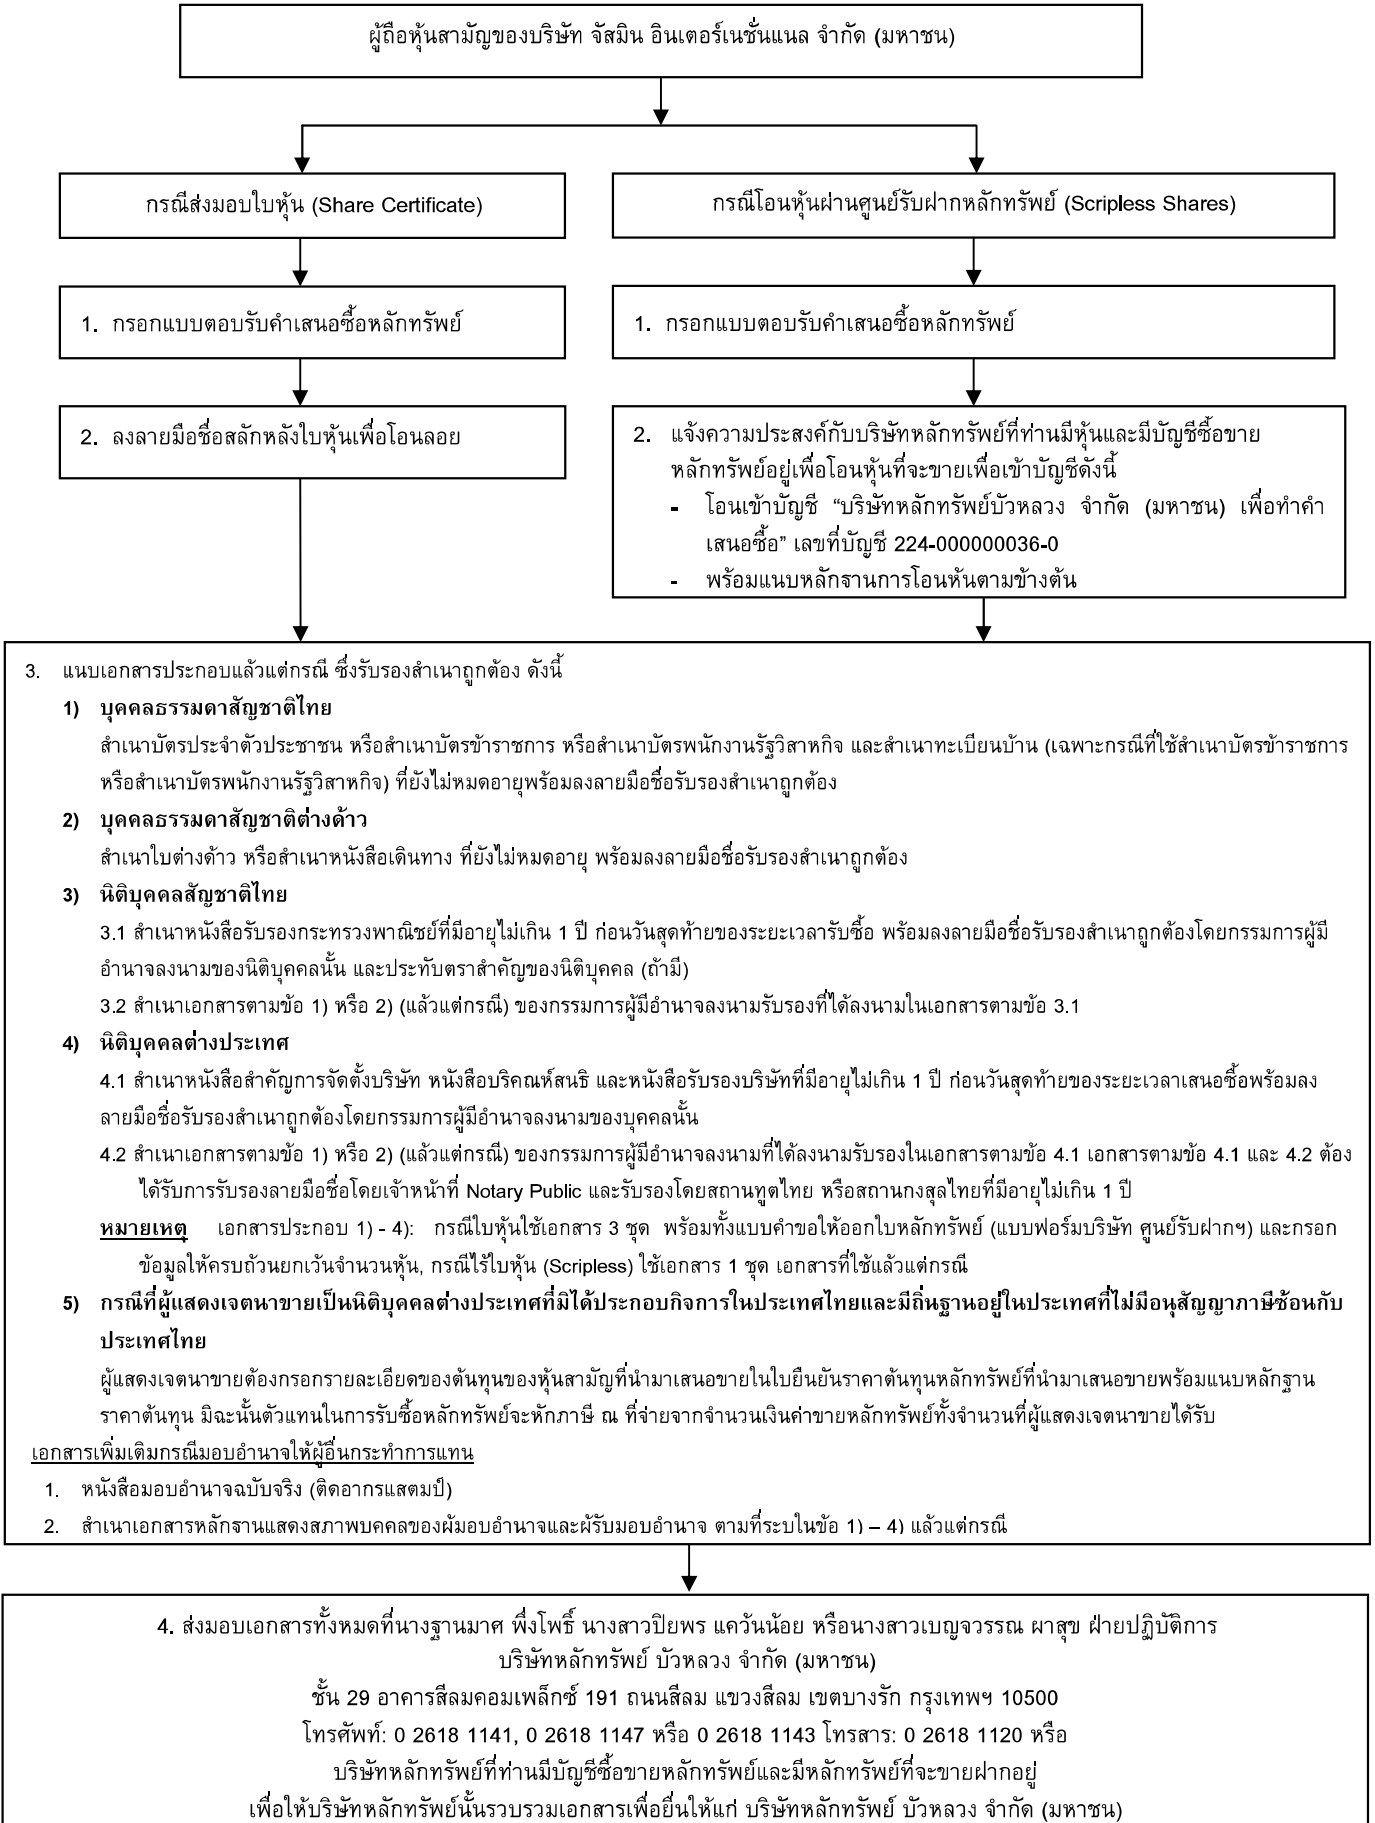 ผู้ถือหุ้นสามัญของบริษัท จัสมิน อินเตอร์เนชั่นแนล จำกัด (มหาชน)
กรณีส่งมอบใบหุ้น (Share Certificate)
กรณีโอนหุ้นผ่านศูนย์รับฝากหลักทรัพย์ (Scripless Shares)
1. กรอกแบบตอบรับคำเสนอซื้อหลักทรัพย์
1. กรอกแบบตอบรับคำเสนอซื้อหลักทรัพย์
2. ลงลายมือชื่อสลักหลังใบหุ้นเพื่อโอนลอย
2. แจ้งความประสงค์กับบริษัทหลักทรัพย์ที่ท่านมีหุ้นและมีบัญชีซื้อขาย
หลักทรัพย์อยู่เพื่อโอนหุ้นที่จะขายเพื่อเข้าบัญชีดังนี้
- โอนเข้าบัญชี “บริษัทหลักทรัพย์บัวหลวง จำกัด (มหาชน) เพื่อทำคำ
เสนอซื้อ” เลขที่บัญชี 224-000000036-0
- พร้อมแนบหลักฐานการโอนหุ้นตามข้างต้น
3. แนบเอกสารประกอบแล้วแต่กรณี ซึ่งรับรองสำเนาถูกต้อง ดังนี้
1) บุคคลธรรมดาสัญชาติไทย
สำเนาบัตรประจำตัวประชาชน หรือสำเนาบัตรข้าราชการ หรือสำเนาบัตรพนักงานรัฐวิสาหกิจ และสำเนาทะเบียนบ้าน (เฉพาะกรณีที่ใช้สำเนาบัตรข้าราชการ
หรือสำเนาบัตรพนักงานรัฐวิสาหกิจ) ที่ยังไม่หมดอายุพร้อมลงลายมือชื่อรับรองสำเนาถูกต้อง
2) บุคคลธรรมดาสัญชาติต่างด้าว
สำเนาใบต่างด้าว หรือสำเนาหนังสือเดินทาง ที่ยังไม่หมดอายุ พร้อมลงลายมือชื่อรับรองสำเนาถูกต้อง
3) นิติบุคคลสัญชาติไทย
3.1 สำเนาหนังสือรับรองกระทรวงพาณิชย์ที่มีอายุไม่เกิน 1 ปี ก่อนวันสุดท้ายของระยะเวลารับซื้อ พร้อมลงลายมือชื่อรับรองสำเนาถูกต้องโดยกรรมการผู้มี
อำนาจลงนามของนิติบุคคลนั้น และประทับตราสำคัญของนิติบุคคล (ถ้ามี)
3.2 สำเนาเอกสารตามข้อ 1) หรือ 2) (แล้วแต่กรณี) ของกรรมการผู้มีอำนาจลงนามรับรองที่ได้ลงนามในเอกสารตามข้อ 3.1
4) นิติบุคคลต่างประเทศ
4.1 สำเนาหนังสือสำคัญการจัดตั้งบริษัท หนังสือบริคณห์สนธิ และหนังสือรับรองบริษัทที่มีอายุไม่เกิน 1 ปี ก่อนวันสุดท้ายของระยะเวลาเสนอซื้อพร้อมลง
ลายมือชื่อรับรองสำเนาถูกต้องโดยกรรมการผู้มีอำนาจลงนามของบุคคลนั้น
4.2 สำเนาเอกสารตามข้อ 1) หรือ 2) (แล้วแต่กรณี) ของกรรมการผู้มีอำนาจลงนามที่ได้ลงนามรับรองในเอกสารตามข้อ 4.1 เอกสารตามข้อ 4.1 และ 4.2 ต้อง
ได้รับการรับรองลายมือชื่อโดยเจ้าหน้าที่ Notary Public และรับรองโดยสถานทูตไทย หรือสถานกงสุลไทยที่มีอายุไม่เกิน 1 ปี
หมายเหตุ เอกสารประกอบ 1) - 4): กรณีใบหุ้นใช้เอกสาร 3 ชุด พร้อมทั้งแบบคำขอให้ออกใบหลักทรัพย์ (แบบฟอร์มบริษัท ศูนย์รับฝากฯ) และกรอก
ข้อมูลให้ครบถ้วนยกเว้นจำนวนหุ้น, กรณีไร้ใบหุ้น (Scripless) ใช้เอกสาร 1 ชุด เอกสารที่ใช้แล้วแต่กรณี
5) กรณีที่ผู้แสดงเจตนาขายเป็นนิติบุคคลต่างประเทศที่มิได้ประกอบกิจการในประเทศไทยและมีถิ่นฐานอยู่ในประเทศที่ไม่มีอนุสัญญาภาษีซ้อนกับ
ประเทศไทย
ผู้แสดงเจตนาขายต้องกรอกรายละเอียดของต้นทุนของหุ้นสามัญที่นำมาเสนอขายในใบยืนยันราคาต้นทุนหลักทรัพย์ที่นำมาเสนอขายพร้อมแนบหลักฐาน
ราคาต้นทุน มิฉะนั้นตัวแทนในการรับซื้อหลักทรัพย์จะหักภาษี ณ ที่จ่ายจากจำนวนเงินค่าขายหลักทรัพย์ทั้งจำนวนที่ผู้แสดงเจตนาขายได้รับ
เอกสารเพิ่มเติมกรณีมอบอำนาจให้ผู้อื่นกระทำการแทน
1. หนังสือมอบอำนาจฉบับจริง (ติดอากรแสตมป์)
2. สำเนาเอกสารหลักฐานแสดงสภาพบุคคลของผู้มอบอำนาจและผู้รับมอบอำนาจ ตามที่ระบุในข้อ 1) – 4) แล้วแต่กรณี
4. ส่งมอบเอกสารทั้งหมดที่นางฐานมาศ พึ่งโพธิ์ นางสาวปิยพร แคว้นน้อย หรือนางสาวเบญจวรรณ ผาสุข ฝ่ายปฏิบัติการ
บริษัทหลักทรัพย์ บัวหลวง จำกัด (มหาชน)
ชั้น 29 อาคารสีลมคอมเพล็กซ์ 191 ถนนสีลม แขวงสีลม เขตบางรัก กรุงเทพฯ 10500
โทรศัพท์: 0 2618 1141, 0 2618 1147 หรือ 0 2618 1143 โทรสาร: 0 2618 1120 หรือ
บริษัทหลักทรัพย์ที่ท่านมีบัญชีซื้อขายหลักทรัพย์และมีหลักทรัพย์ที่จะขายฝากอยู่
เพื่อให้บริษัทหลักทรัพย์นั้นรวบรวมเอกสารเพื่อยื่นให้แก่ บริษัทหลักทรัพย์ บัวหลวง จำกัด (มหาชน)